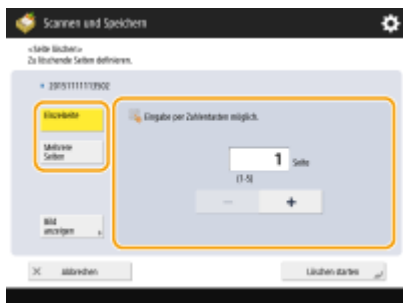 Scannen und Speichern
<Seite löschen>
Zu löschende Seiten definieren.
20151111113502
Einzelseite
Eingabe per Zahlentasten möglich.
Mehrere
Seiten
1 Seite
(1-5)
− +
Bild
anzeigen
× Abbrechen
Löschen starten